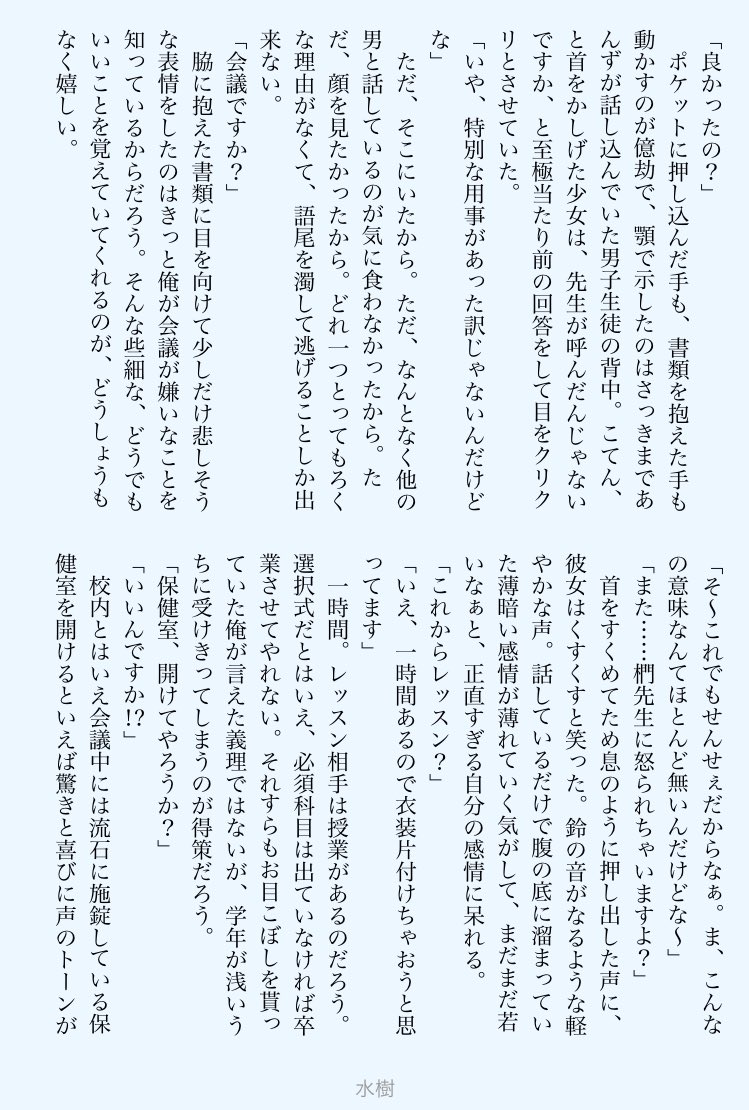 「良かったの？」
　ポケットに押し込んだ手も、書類を抱えた手も
動かすのが億劫で、顎で示したのはさっきまであ
んずが話し込んでいた男子生徒の背中。こてん、
と首をかしげた少女は、先生が呼んだんじゃない
ですか、と至極当たり前の回答をして目をクリク
リとさせていた。
「いや、特別な用事があった訳じゃないんだけど
な」
　ただ、そこにいたから。ただ、なんとなく他の
男と話しているのが気に食わなかったから。た
だ、顔を見たかったから。どれ一つとってもろく
な理由がなくて、語尾を濁して逃げることしか出
来ない。
「会議ですか？」
　脇に抱えた書類に目を向けて少しだけ悲しそう
な表情をしたのはきっと俺が会議が嫌いなことを
知っているからだろう。そんな些細な、どうでも
いいことを覚えていてくれるのが、どうしょうも
なく嬉しい。
「そ〜これでもせんせぇだからなぁ。ま、こんな
の意味なんてほとんど無いんだけどな〜」
「また……椚先生に怒られちゃいますよ？」
　首をすくめてため息のように押し出した声に、
彼女はくすくすと笑った。鈴の音がなるような軽
やかな声。話しているだけで腹の底に溜まってい
た薄暗い感情が薄れていく気がして、まだまだ若
いなぁと、正直すぎる自分の感情に呆れる。
「これからレッスン？」
「いえ、一時間あるので衣装片付けちゃおうと思
ってます」
　一時間。レッスン相手は授業があるのだろう。
選択式だとはいえ、必須科目は出ていなければ卒
業させてやれない。それすらもお目こぼしを貰っ
ていた俺が言えた義理ではないが、学年が浅いう
ちに受けきってしまうのが得策だろう。
「保健室、開けてやろうか？」
「いいんですか!?」
　校内とはいえ会議中には流石に施錠している保
健室を開けるといえば驚きと喜びに声のトーンが
水樹